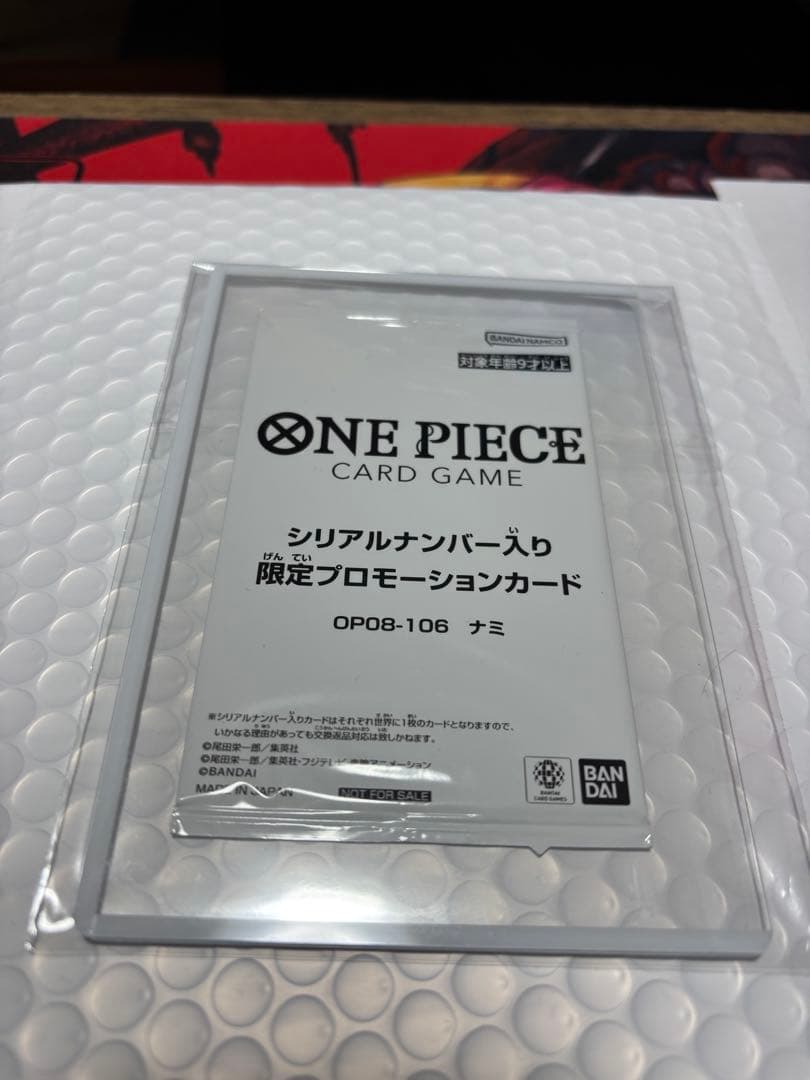 BANDAI NAMCO
対象年齢9才以上
ONE PIECE
CARD GAME
シリアルナンバー入り
限定プロモーションカード
OP08-106 ナミ
※シリアルナンバー入りカードはそれぞれ世界に1枚のカードとなりますので、
いかなる理由があっても交換返品対応は致しかねます。
©尾田栄一郎/集英社
©尾田栄一郎/集英社・フジテレビ・東映アニメーション
©BANDAI
MADE IN JAPAN
NOT FOR SALE
BANDAI
CARD GAMES
BAN
DAI